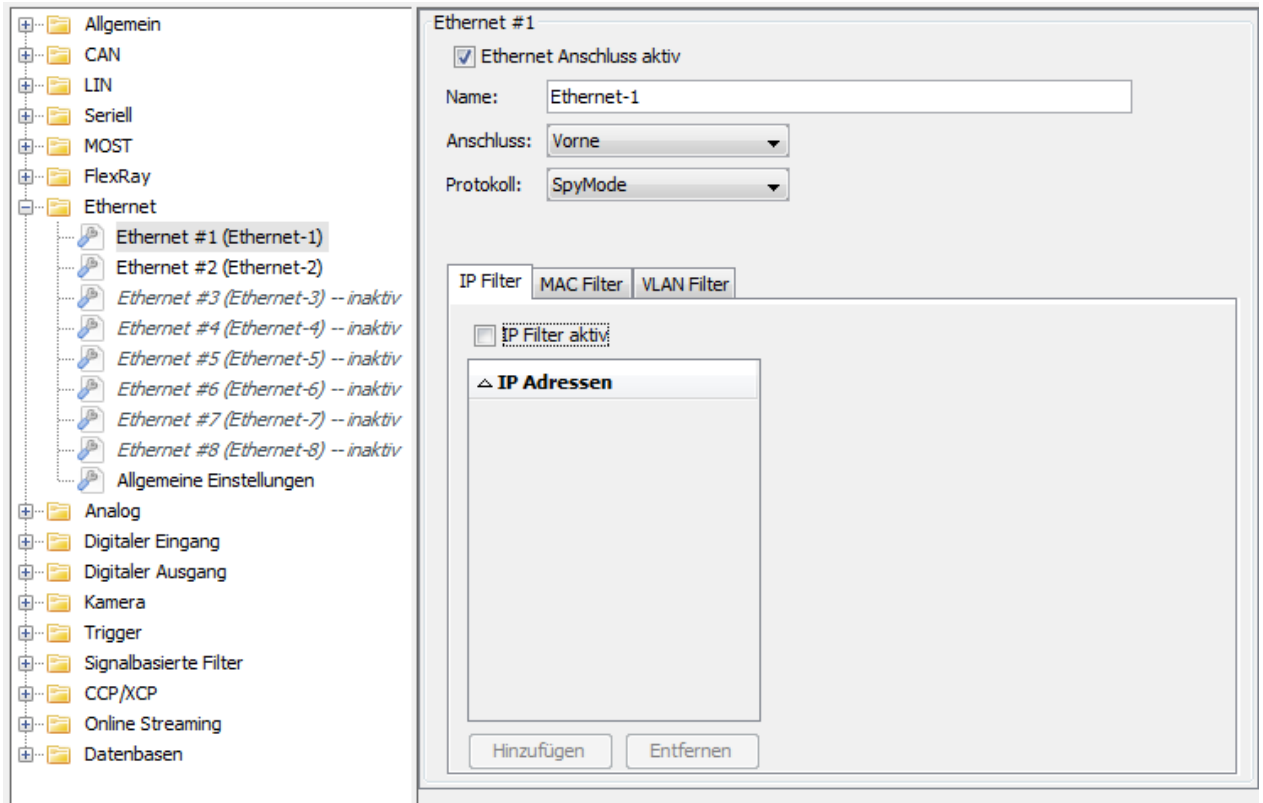 Allgemein
CAN
LIN
Seriell
MOST
FlexRay
Ethernet
Ethernet #1 (Ethernet-1)
Ethernet #2 (Ethernet-2)
Ethernet #3 (Ethernet-3) -- inaktiv
Ethernet #4 (Ethernet-4) -- inaktiv
Ethernet #5 (Ethernet-5) -- inaktiv
Ethernet #6 (Ethernet-6) -- inaktiv
Ethernet #7 (Ethernet-7) -- inaktiv
Ethernet #8 (Ethernet-8) -- inaktiv
Allgemeine Einstellungen
Analog
Digitaler Eingang
Digitaler Ausgang
Kamera
Trigger
Signalbasierte Filter
CCP/XCP
Online Streaming
Datenbasen
Ethernet #1
Ethernet Anschluss aktiv
Name: Ethernet-1
Anschluss: Vorne
Protokoll: SpyMode
IP Filter MAC Filter VLAN Filter
IP Filter aktiv
IP Adressen
Hinzufügen Entfernen